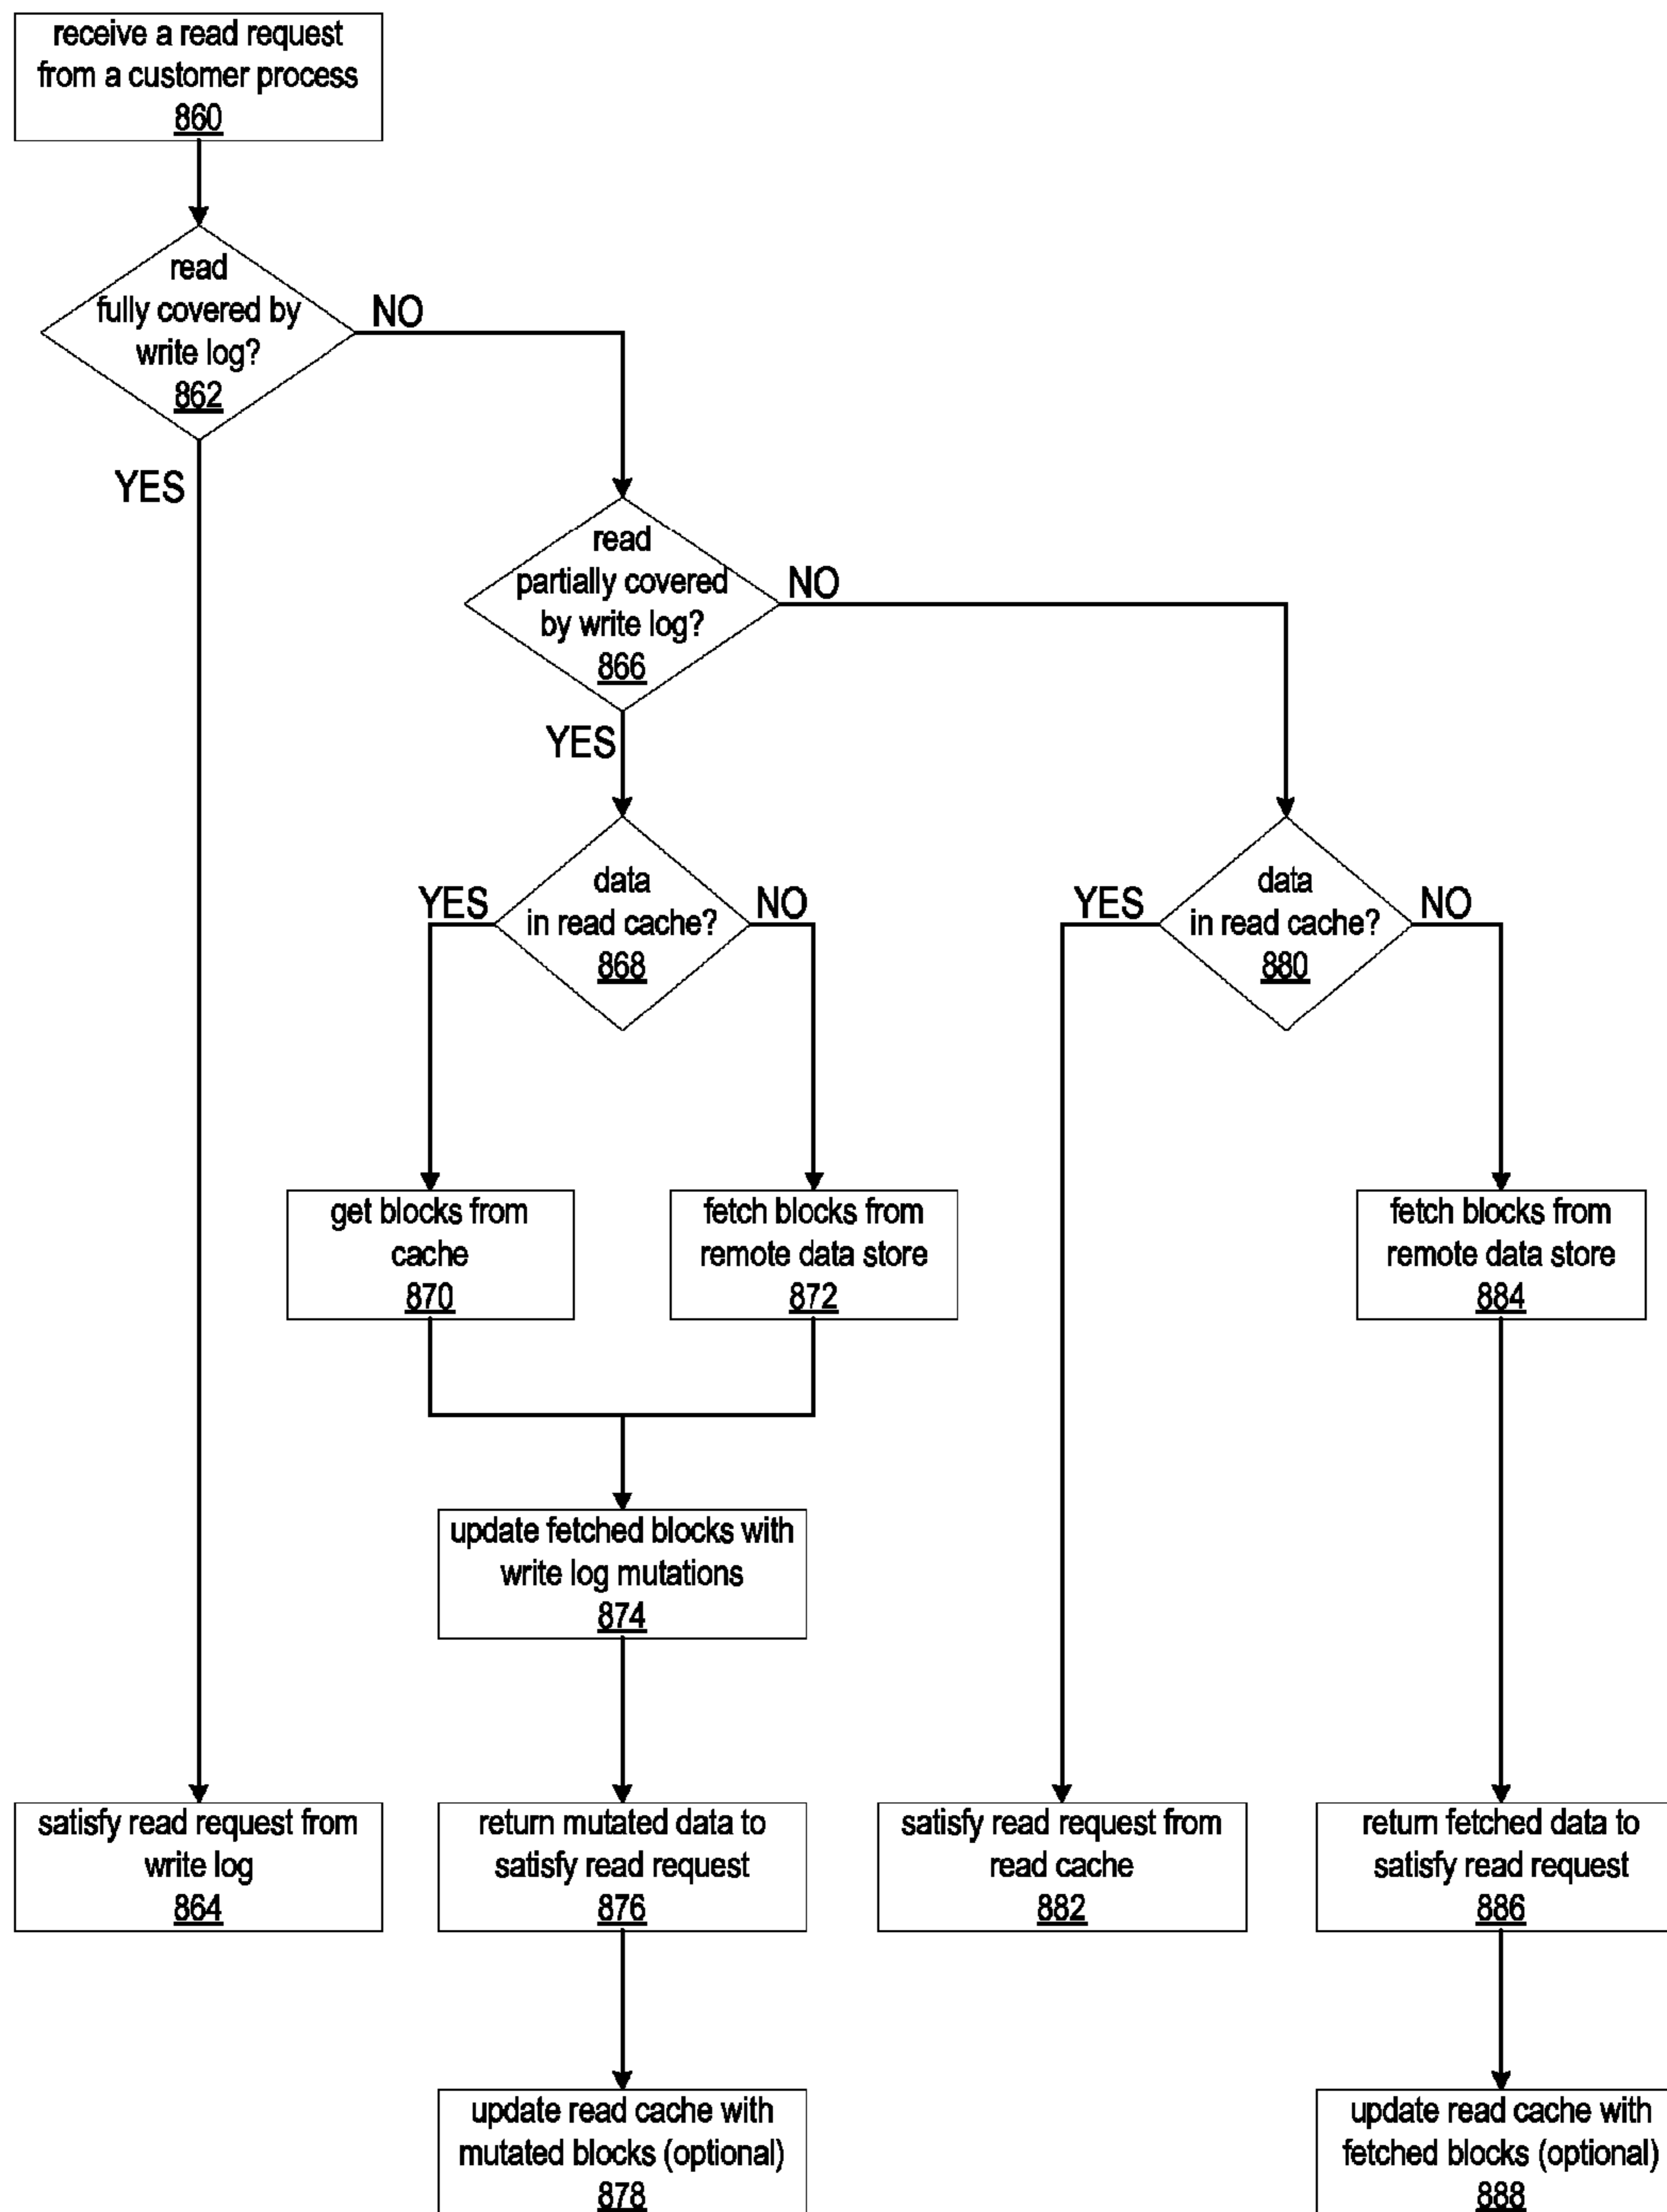 receive a read request
from a customer process
860
read
fully covered by
write log?
862
NO
YES
read
partially covered
by write log?
866
NO
YES
data
in read cache?
868
YES
NO
data
in read cache?
880
YES
NO
get blocks from
cache
870
fetch blocks from
remote data store
872
fetch blocks from
remote data store
884
update fetched blocks with
write log mutations
874
satisfy read request from
write log
864
return mutated data to
satisfy read request
876
satisfy read request from
read cache
882
return fetched data to
satisfy read request
886
update read cache with
mutated blocks (optional)
878
update read cache with
fetched blocks (optional)
888